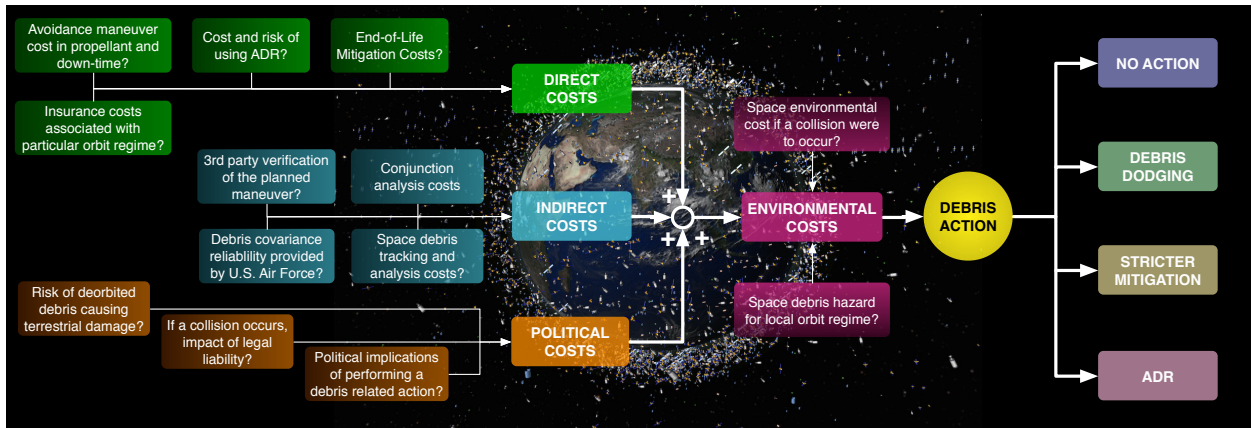 Avoidance maneuver
cost in propellant and
down-time?
Cost and risk of
using ADR?
End-of-Life
Mitigation Costs?
Insurance costs
associated with
particular orbit regime?
DIRECT
COSTS
3rd party verification
of the planned
maneuver?
Conjunction
analysis costs
Debris covariance
reliablility provided
by U.S. Air Force?
Space debris
tracking and
analysis costs?
INDIRECT
COSTS
Risk of deorbited
debris causing
terrestrial damage?
If a collision occurs,
impact of legal
liability?
Political implications
of performing a
debris related action?
POLITICAL
COSTS
+
+
+
Space environmental
cost if a collision were
to occur?
ENVIRONMENTAL
COSTS
Space debris hazard
for local orbit regime?
DEBRIS
ACTION
NO ACTION
DEBRIS
DODGING
STRICTER
MITIGATION
ADR